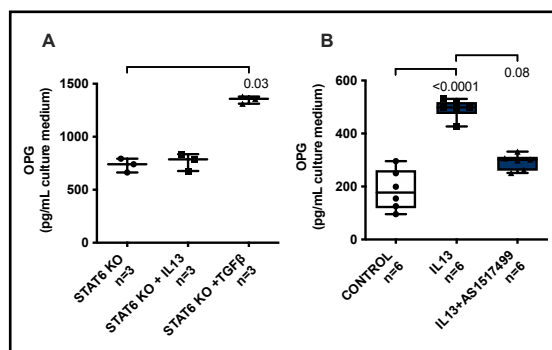 A
OPG
(pg/mL culture medium)
1500
1000
500
0
0.03
STAT6 KO
n=3
STAT6 KO + IL13
n=3
STAT6 KO +TGFβ
n=3
B
OPG
(pg/mL culture medium)
600
400
200
0
<0.0001
0.08
CONTROL
n=6
IL13
n=6
IL13+AS1517499
n=6